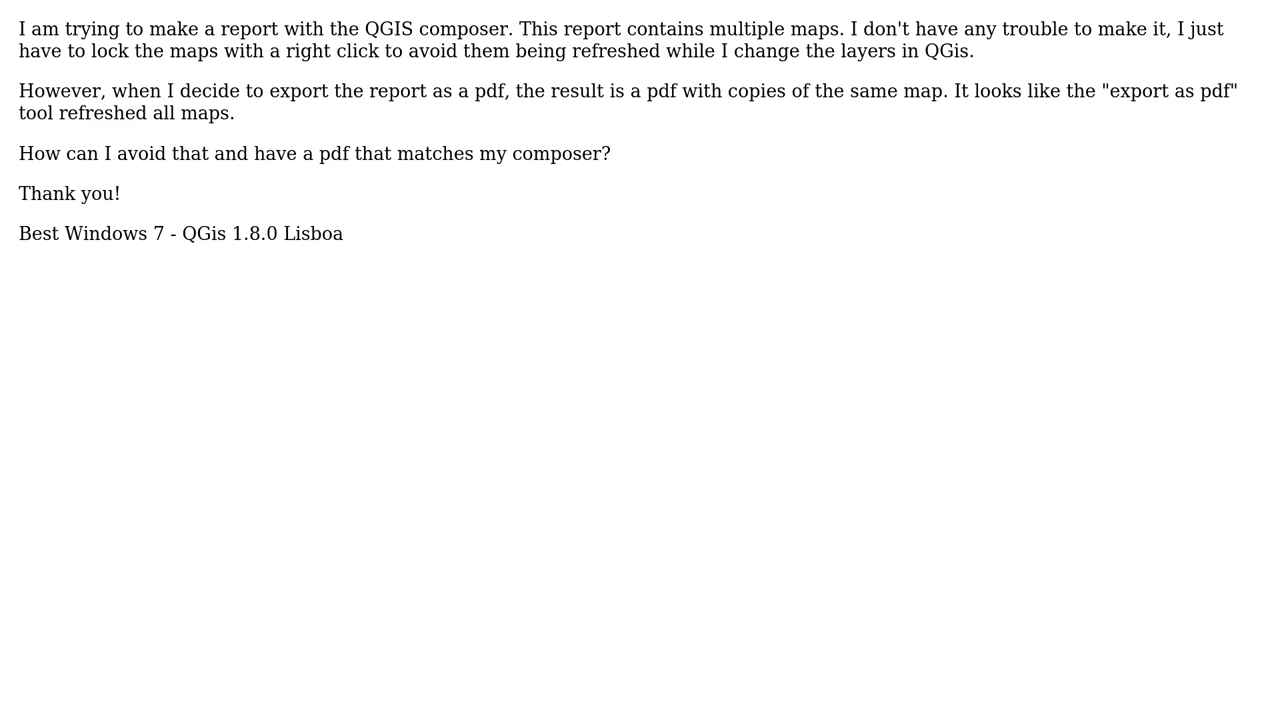 I am trying to make a report with the QGIS composer. This report contains multiple maps. I don't have any trouble to make it, I just
have to lock the maps with a right click to avoid them being refreshed while I change the layers in QGis.
However, when I decide to export the report as a pdf, the result is a pdf with copies of the same map. It looks like the "export as pdf"
tool refreshed all maps.
How can I avoid that and have a pdf that matches my composer?
Thank you!
Best Windows 7 - QGis 1.8.0 Lisboa